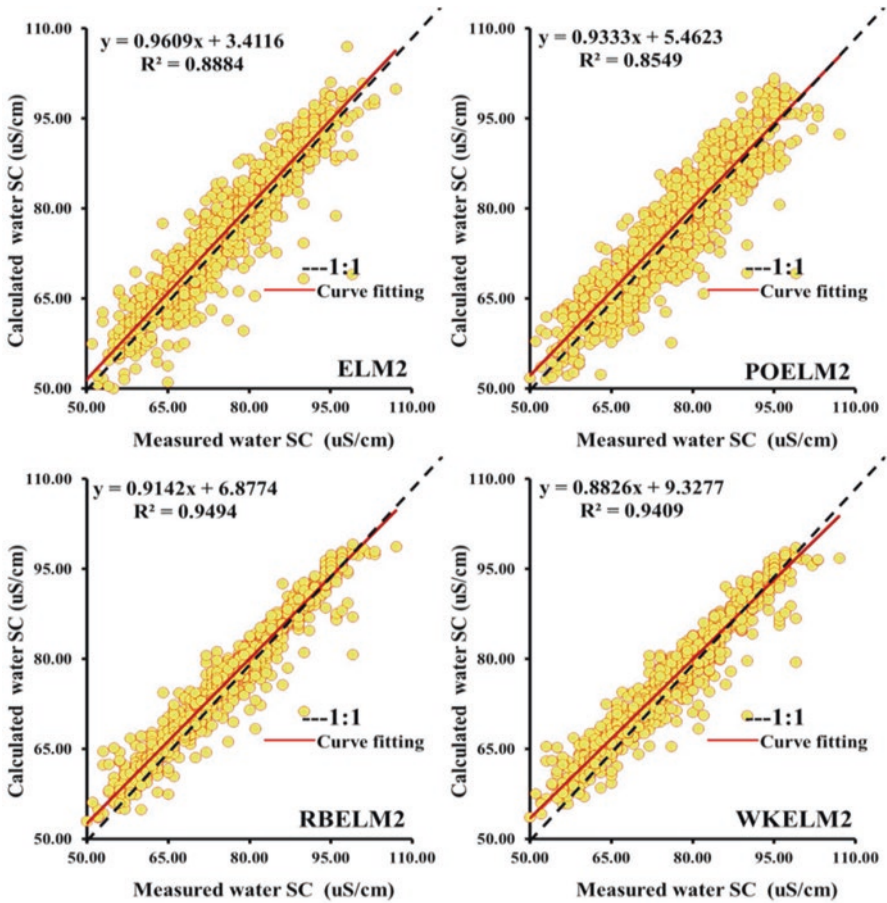 110.00
y = 0.9609x + 3.4116
R² = 0.8884
95.00
80.00
65.00
50.00
Calculated water SC (uS/cm)
---1:1
Curve fitting
ELM2
50.00 65.00 80.00 95.00 110.00
Measured water SC (uS/cm)
110.00
y = 0.9333x + 5.4623
R² = 0.8549
95.00
80.00
65.00
50.00
Calculated water SC (uS/cm)
---1:1
Curve fitting
POELM2
50.00 65.00 80.00 95.00 110.00
Measured water SC (uS/cm)
110.00
y = 0.9142x + 6.8774
R² = 0.9494
95.00
80.00
65.00
50.00
Calculated water SC (uS/cm)
---1:1
Curve fitting
RBELM2
50.00 65.00 80.00 95.00 110.00
Measured water SC (uS/cm)
110.00
y = 0.8826x + 9.3277
R² = 0.9409
95.00
80.00
65.00
50.00
Calculated water SC (uS/cm)
---1:1
Curve fitting
WKELM2
50.00 65.00 80.00 95.00 110.00
Measured water SC (uS/cm)